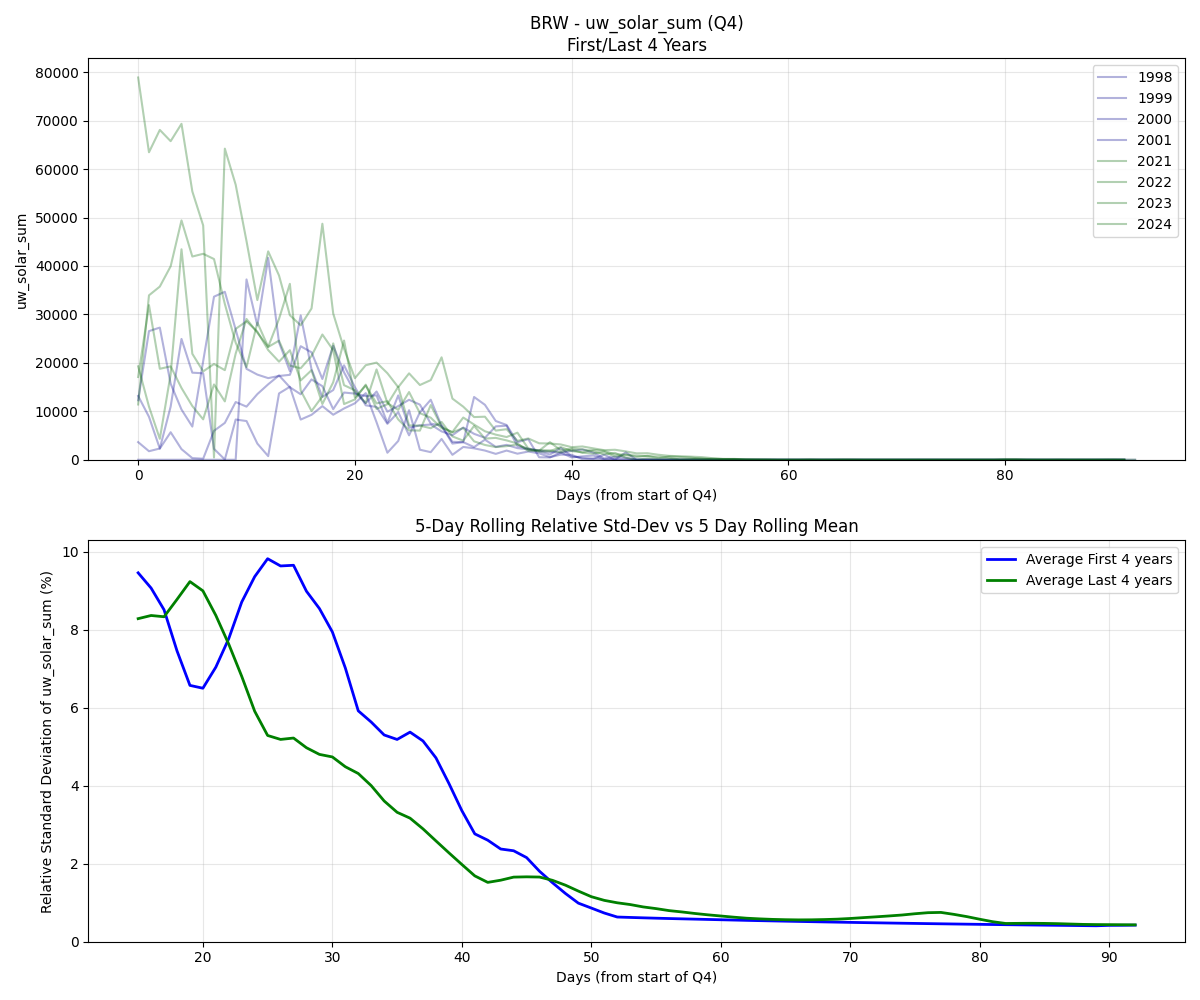 BRW - uw_solar_sum (Q4)
First/Last 4 Years
80000
70000
60000
50000
40000
30000
20000
10000
0
uw_solar_sum
0 20 40 60 80
Days (from start of Q4)
1998
1999
2000
2001
2021
2022
2023
2024
5-Day Rolling Relative Std-Dev vs 5 Day Rolling Mean
10
8
6
4
2
0
Relative Standard Deviation of uw_solar_sum (%)
20 30 40 50 60 70 80 90
Days (from start of Q4)
Average First 4 years
Average Last 4 years